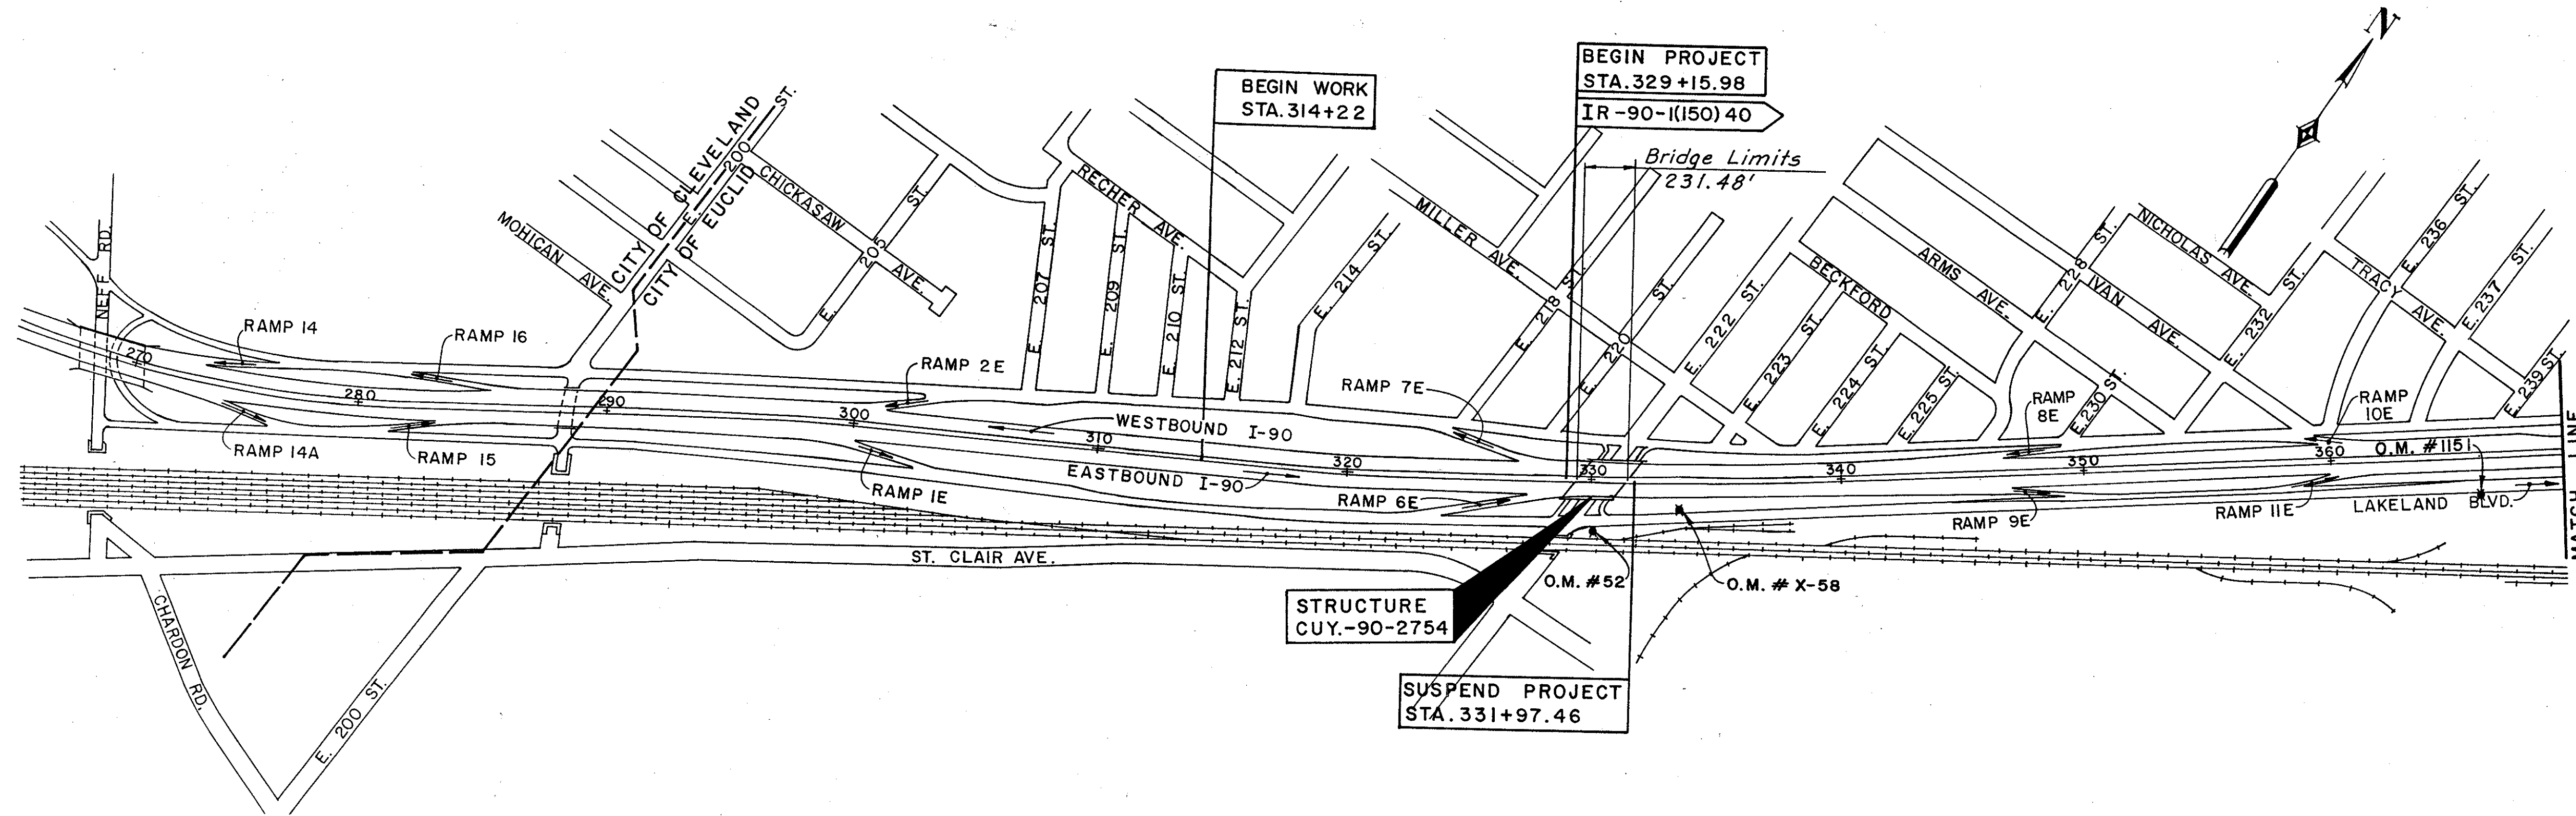 N
BEGIN PROJECT
STA. 329+15.98
IR-90-1(150) 40
BEGIN WORK
STA. 314+22
Bridge Limits
231.48'
CITY OF CLEVELAND
E. 200 ST.
CITY OF EUCLID
MOHICAN AVE.
CHICKASAW AVE.
E. 205 ST.
E. 207 ST.
RECHER AVE.
E. 209 ST.
E. 210 ST.
E. 212 ST.
E. 214 ST.
MILLER AVE.
E. 218 ST.
E. 220 ST.
E. 222 ST.
E. 223 ST.
BECKFORD
E. 224 ST.
E. 225 ST.
ARMS AVE.
E. 228 ST.
IVAN AVE.
E. 230 ST.
NICHOLAS AVE.
E. 232 ST.
TRACY AVE.
E. 236 ST.
E. 237 ST.
E. 239 ST.
NEFF RD.
RAMP 14
RAMP 16
RAMP 2E
RAMP 7E
RAMP
8E
RAMP
10E
270
280
290
300
310
320
330
340
350
360
WESTBOUND I-90
EASTBOUND I-90
RAMP 14A
RAMP 15
RAMP 1E
RAMP 6E
RAMP 9E
RAMP 11E
O.M. #1151
LAKELAND BLVD.
MATCH LINE
ST. CLAIR AVE.
O.M. #52
O.M. # X-58
STRUCTURE
CUY.-90-2754
SUSPEND PROJECT
STA. 331+97.46
CHARDON RD.
E. 200 ST.